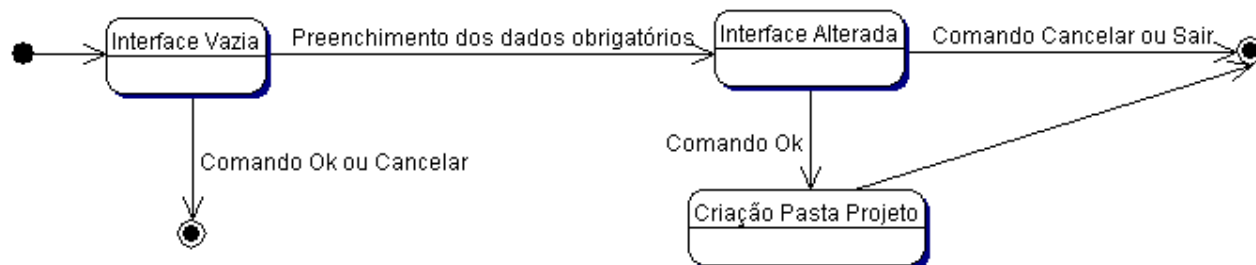 Interface Vazia
Preenchimento dos dados obrigatórios
Interface Alterada
Comando Cancelar ou Sair
Comando Ok ou Cancelar
Comando Ok
Criação Pasta Projeto